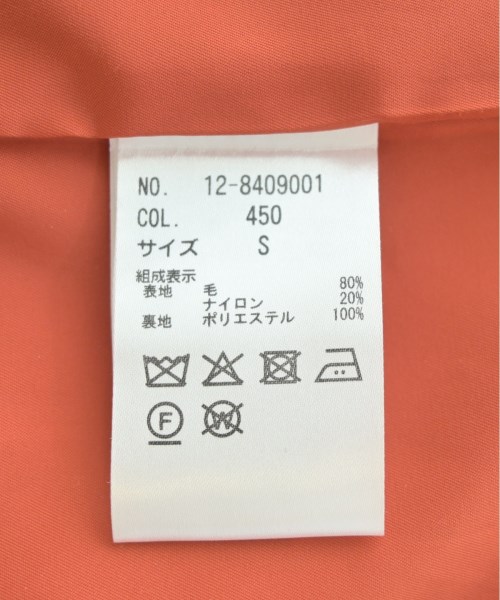 NO. 12-8409001
COL. 450
サイズ S
組成表示
表地 毛 80%
ナイロン 20%
裏地 ポリエステル 100%
F W